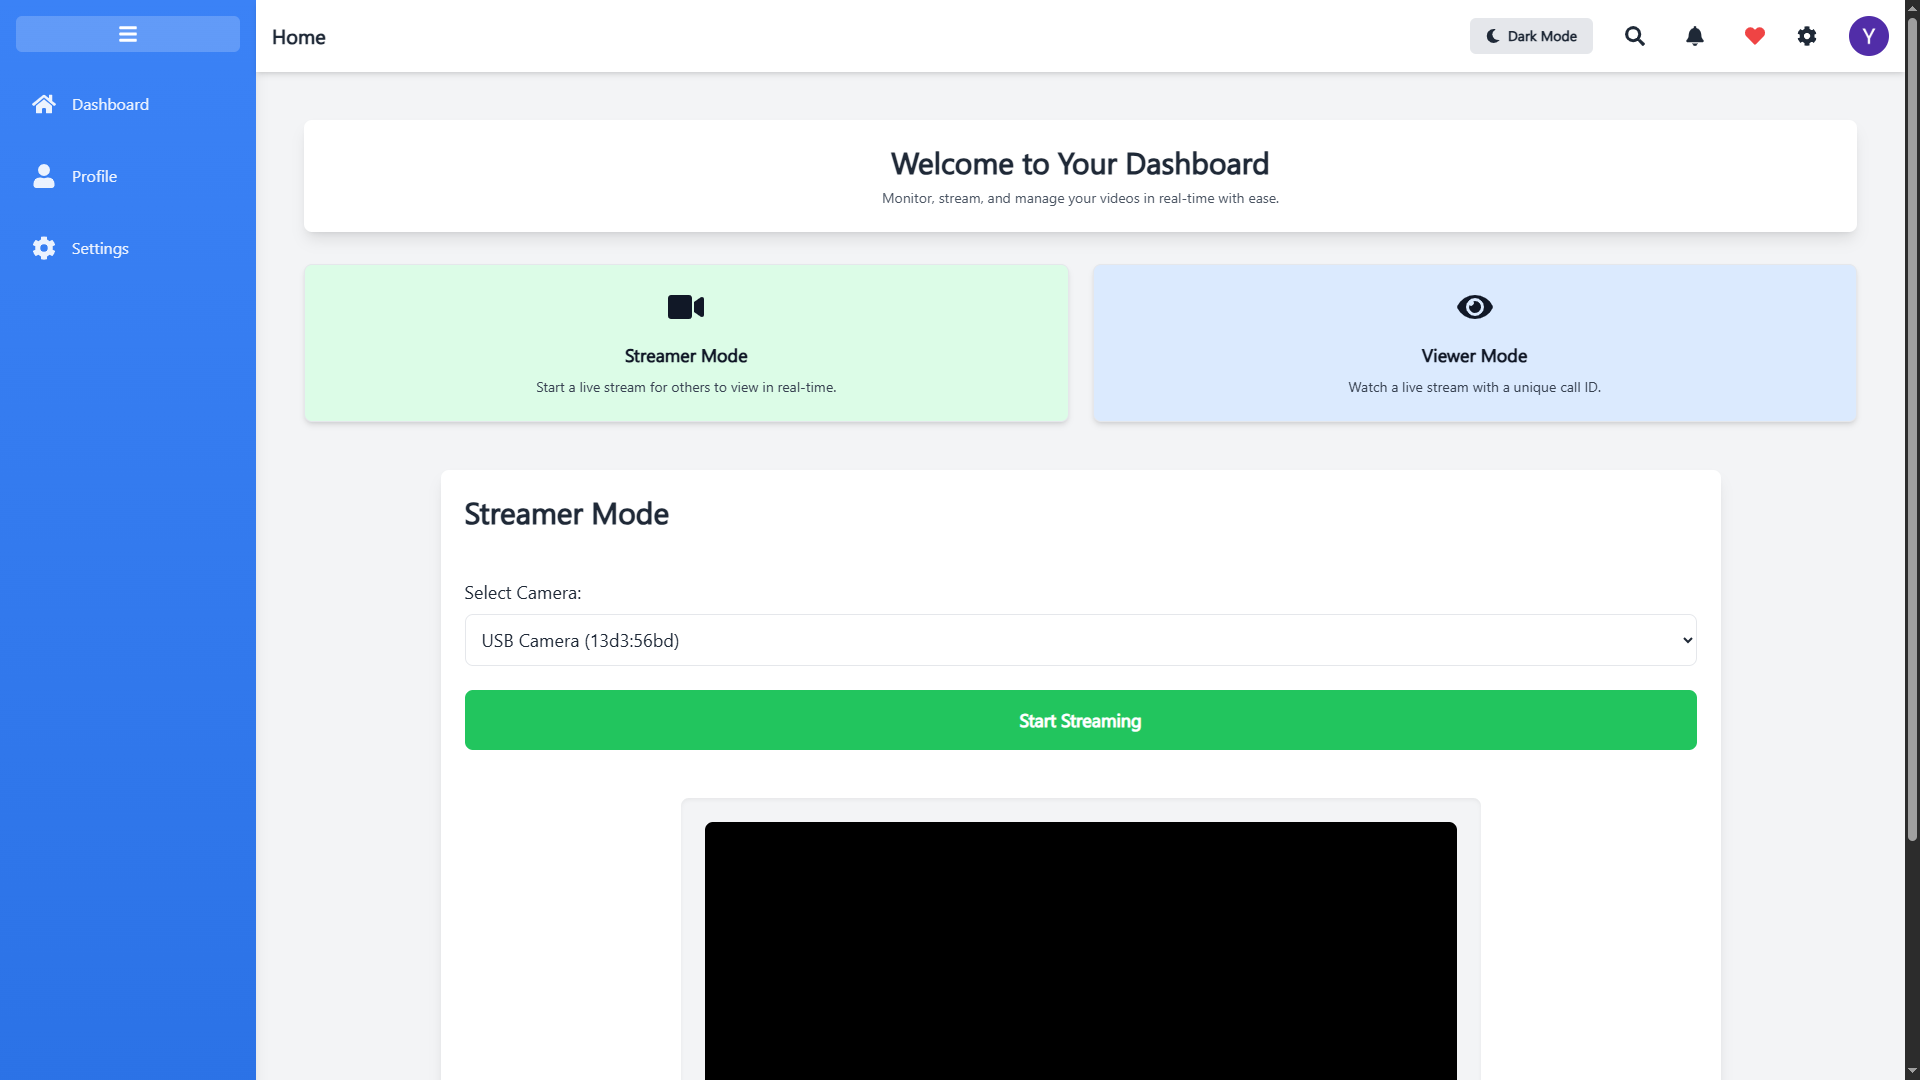 Home
Dark Mode
Y
Dashboard
Profile
Settings
Welcome to Your Dashboard
Monitor, stream, and manage your videos in real-time with ease.
Streamer Mode
Start a live stream for others to view in real-time.
Viewer Mode
Watch a live stream with a unique call ID.
Streamer Mode
Select Camera:
USB Camera (13d3:56bd)
Start Streaming